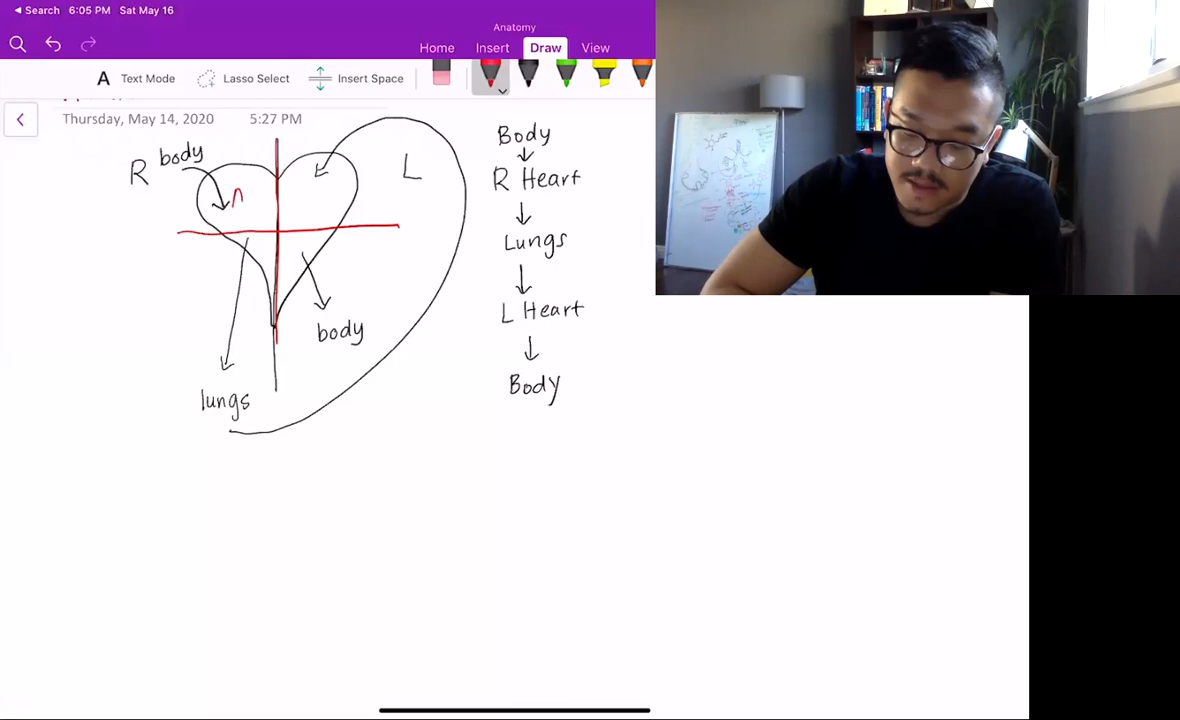 Search 6:05 PM Sat May 16
Anatomy
Home Insert Draw View
A Text Mode Lasso Select Insert Space
Thursday, May 14, 2020 5:27 PM
R body
L
body
lungs
Body
R Heart
Lungs
L Heart
Body